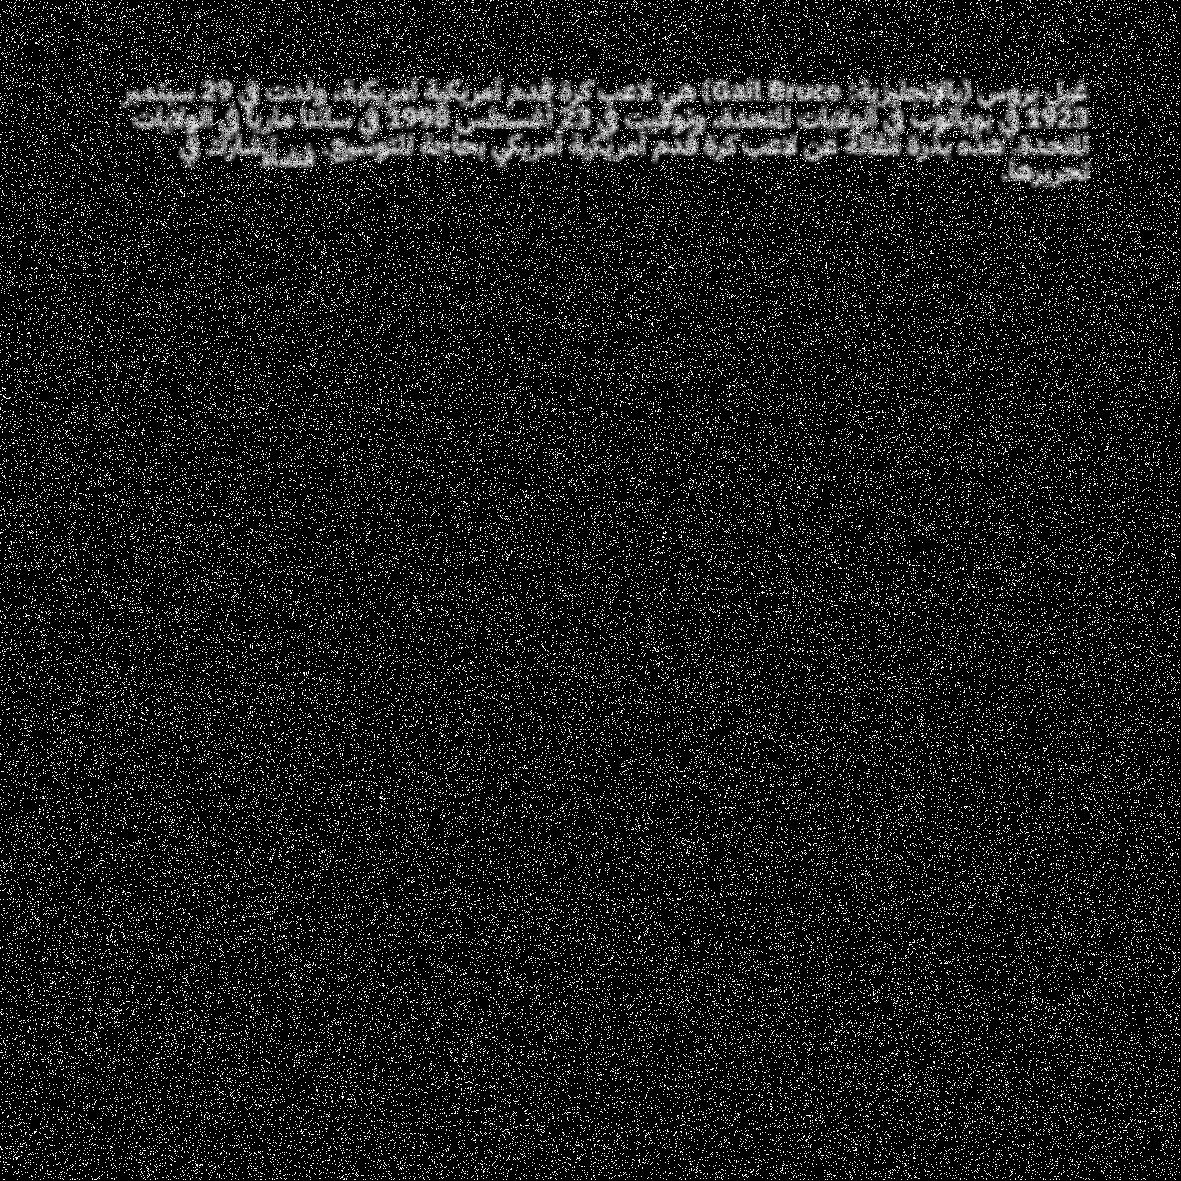 غيل بروس (بالإنجليزية: Gail Bruce) هي لاعب كرة قدم أمريكية أمريكية، ولدت في 29 سبتمبر
1923 في بويالوب في الولايات المتحدة، وتوفيت في 23 أغسطس 1998 في سانتا ماريا في الولايات
المتحدة. هذه بذرة مقالة عن لاعب كرة قدم أمريكية أمريكي بحاجة للتوسيع. فضلًا شارك في
تحريرها.